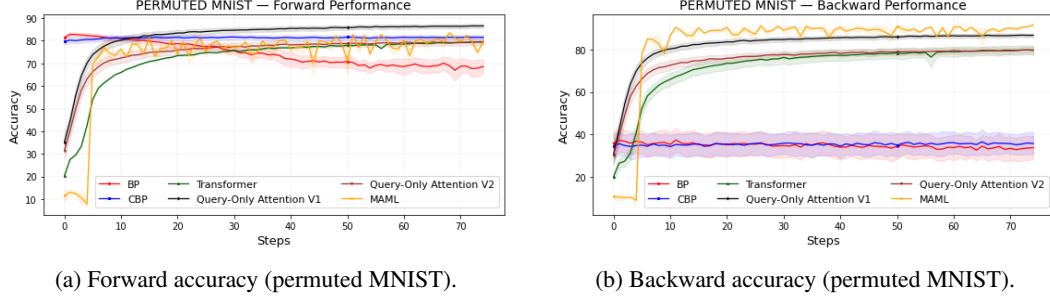 PERMUTED MNIST — Forward Performance
90
80
70
60
50
40
30
20
10
Accuracy
0 10 20 30 40 50 60 70
Steps
BP
CBP
Transformer
Query-Only Attention V1
Query-Only Attention V2
MAML
(a) Forward accuracy (permuted MNIST).
PERMUTED MNIST — Backward Performance
80
60
40
20
Accuracy
0 10 20 30 40 50 60 70
Steps
BP
CBP
Transformer
Query-Only Attention V1
Query-Only Attention V2
MAML
(b) Backward accuracy (permuted MNIST).